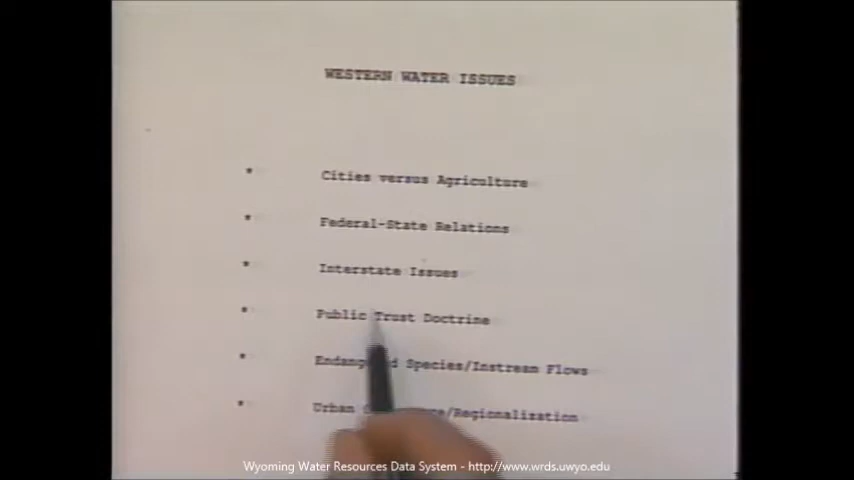 WESTERN WATER ISSUES
* Cities versus Agriculture
* Federal-State Relations
* Interstate Issues
* Public Trust Doctrine
* Species/Instream Flows
* Urban /Regionalization
Wyoming Water Resources Data System - http://www.wrds.uwyo.edu